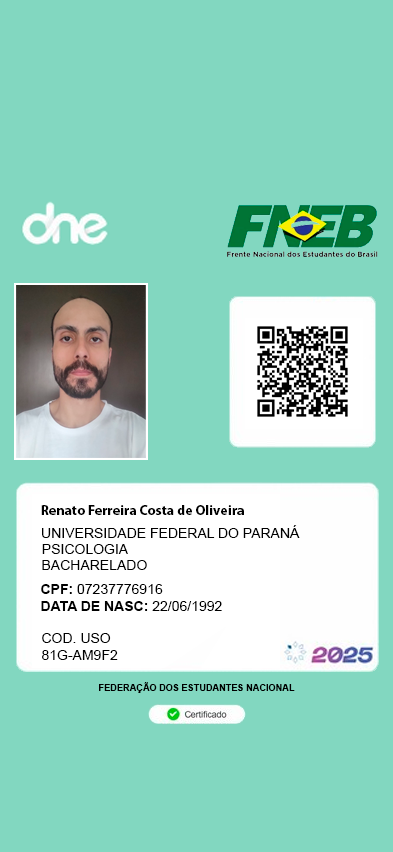 dne
FNEB
Frente Nacional dos Estudantes do Brasil
Renato Ferreira Costa de Oliveira
UNIVERSIDADE FEDERAL DO PARANÁ
PSICOLOGIA
BACHARELADO
CPF: 07237776916
DATA DE NASC: 22/06/1992
COD. USO
81G-AM9F2
2025
FEDERAÇÃO DOS ESTUDANTES NACIONAL
Certificado